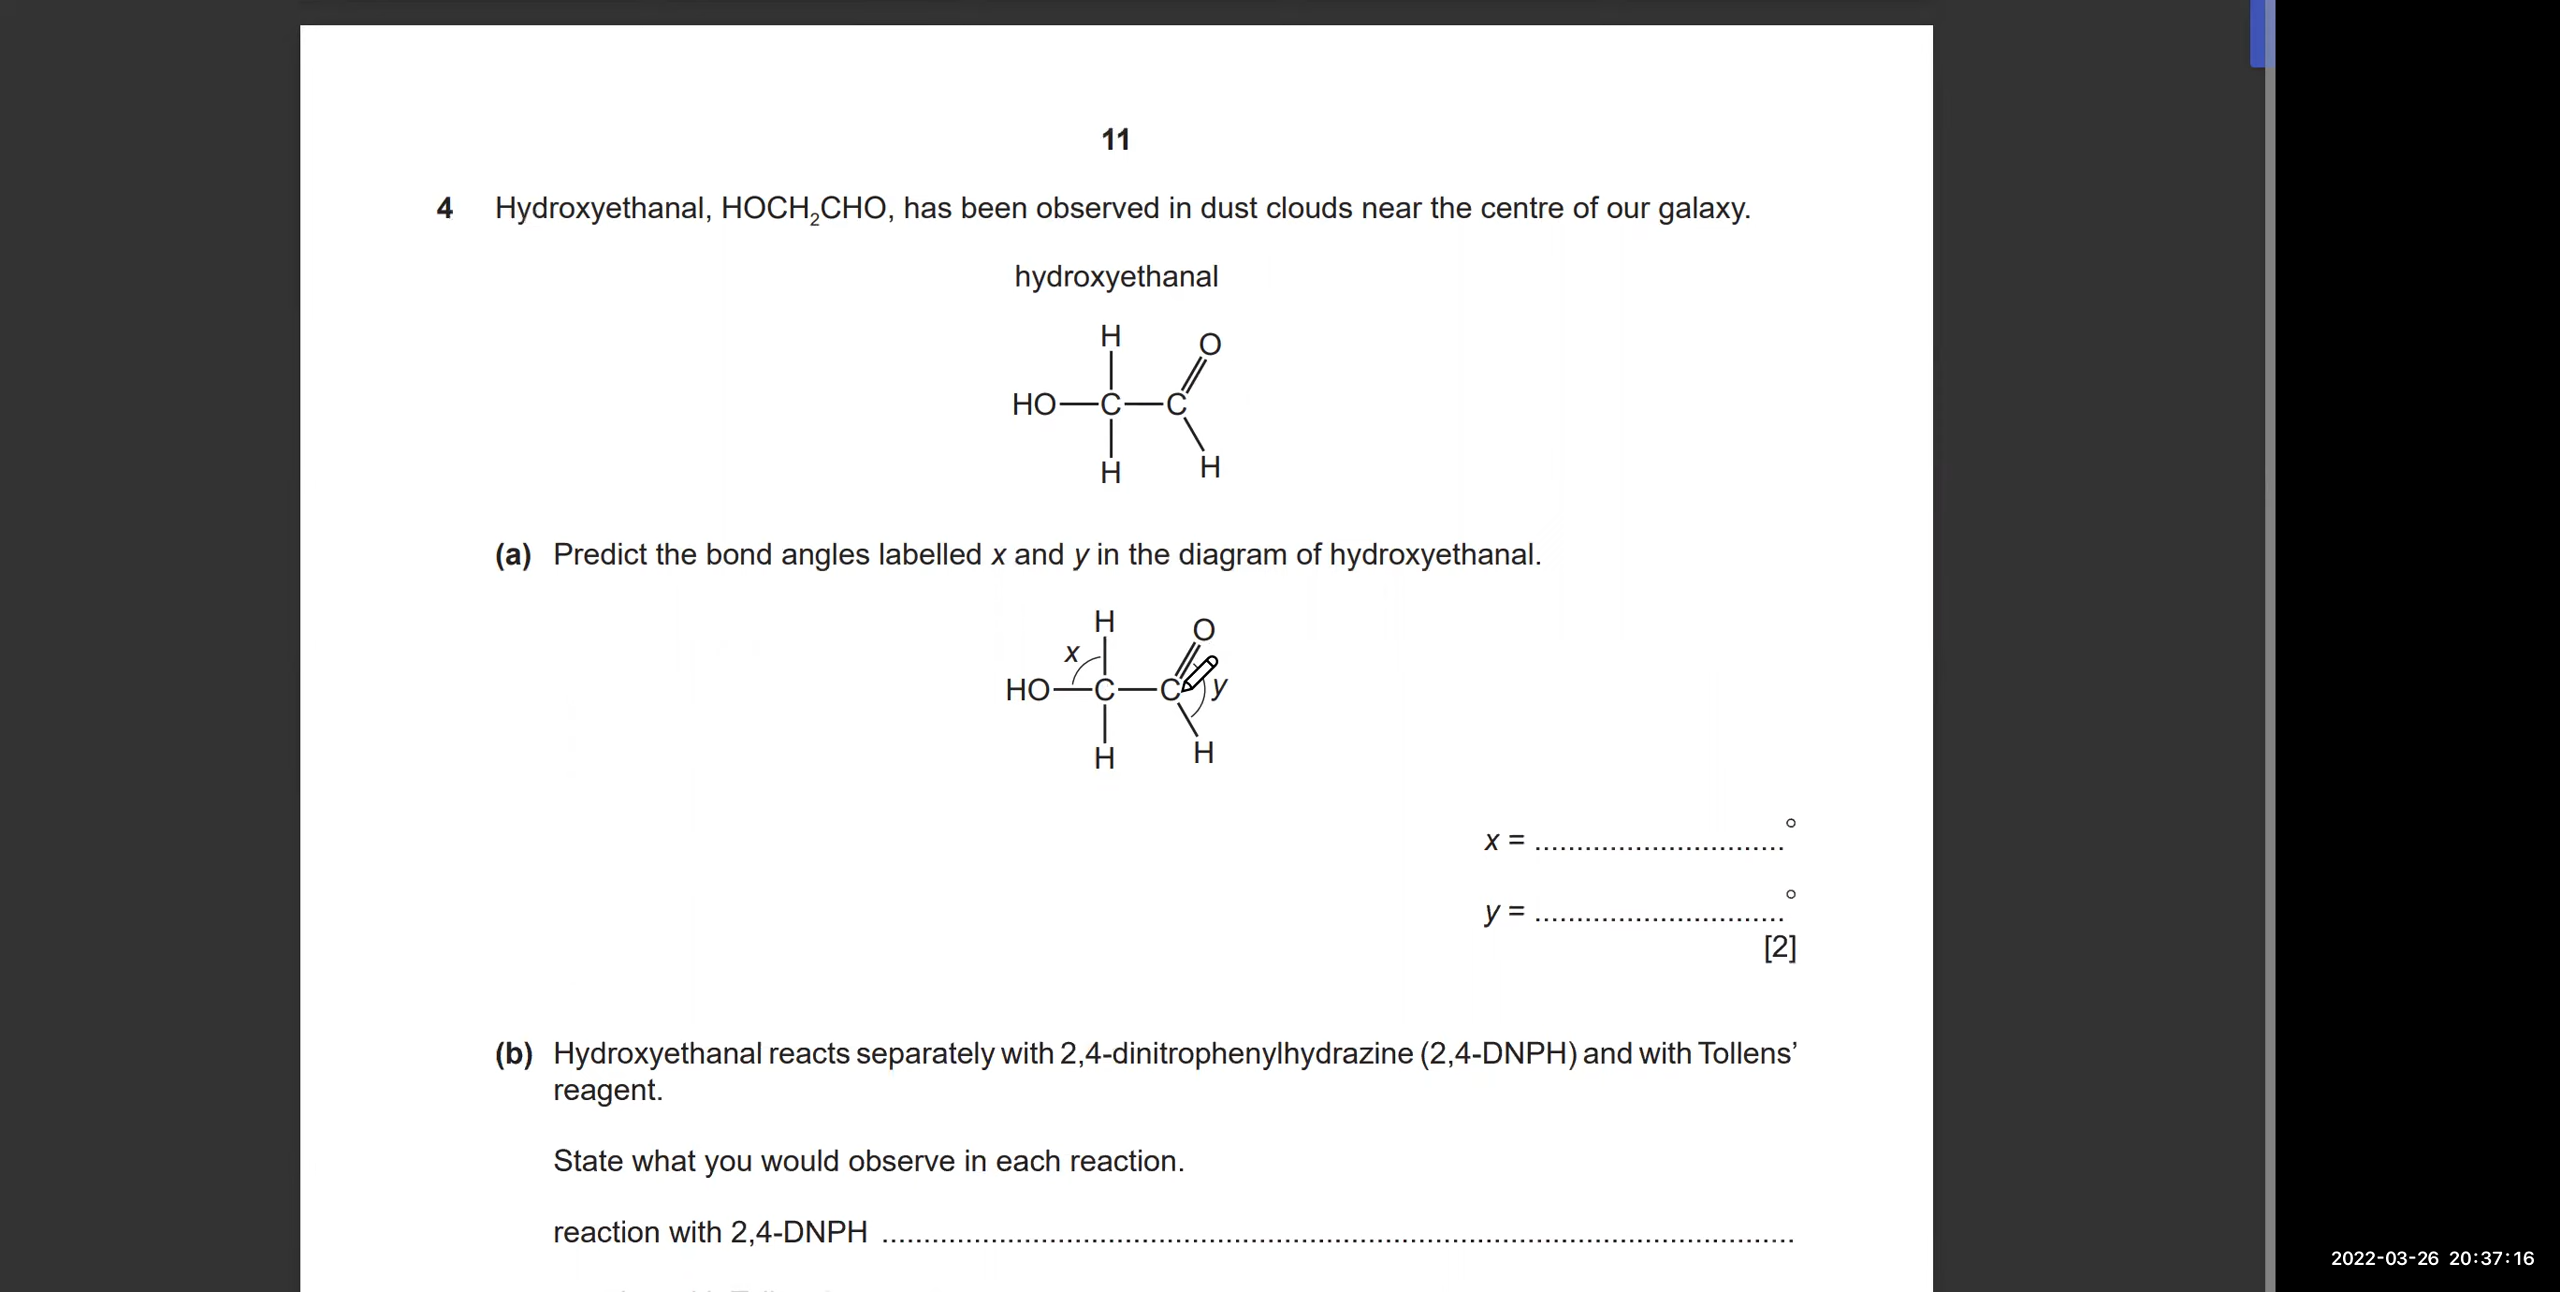 11
4 Hydroxyethanal, HOCH₂CHO, has been observed in dust clouds near the centre of our galaxy.
hydroxyethanal
H
O
HO C C
H
H
(a) Predict the bond angles labelled x and y in the diagram of hydroxyethanal.
H
O
x
HO C C y
H
H
x = .............................. °
y = .............................. °
[2]
(b) Hydroxyethanal reacts separately with 2,4-dinitrophenylhydrazine (2,4-DNPH) and with Tollens’
reagent.
State what you would observe in each reaction.
reaction with 2,4-DNPH ..............................................................................................................
2022-03-26 20:37:16